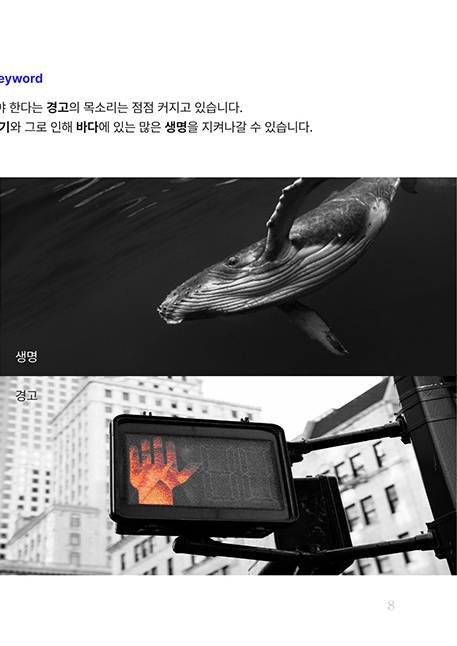 eyword
야 한다는 경고의 목소리는 점점 커지고 있습니다.
기와 그로 인해 바다에 있는 많은 생명을 지켜나갈 수 있습니다.
생명
경고
8